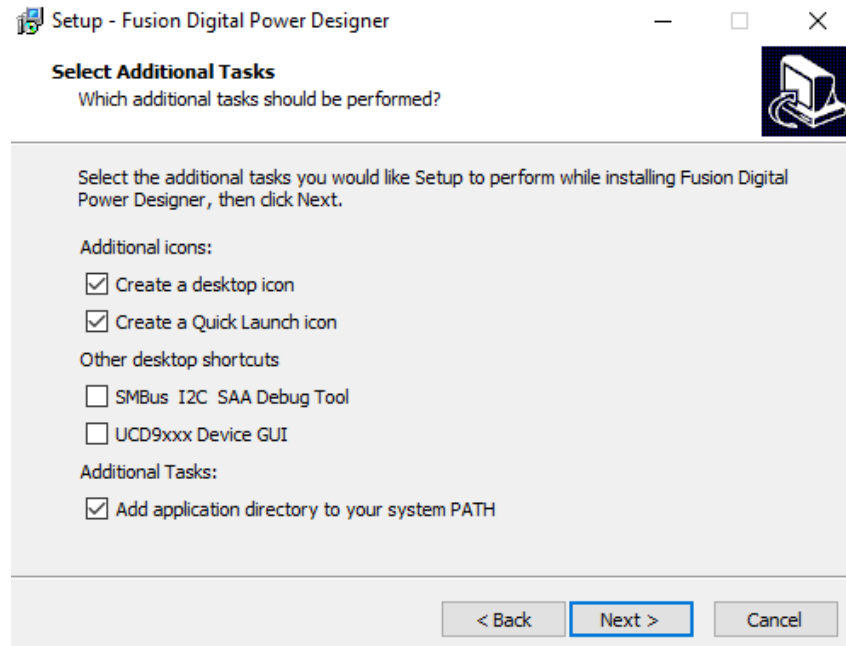 Setup - Fusion Digital Power Designer
Select Additional Tasks
Which additional tasks should be performed?
Select the additional tasks you would like Setup to perform while installing Fusion Digital
Power Designer, then click Next.
Additional icons:
Create a desktop icon
Create a Quick Launch icon
Other desktop shortcuts
SMBus I2C SAA Debug Tool
UCD9xxx Device GUI
Additional Tasks:
Add application directory to your system PATH
< Back
Next >
Cancel